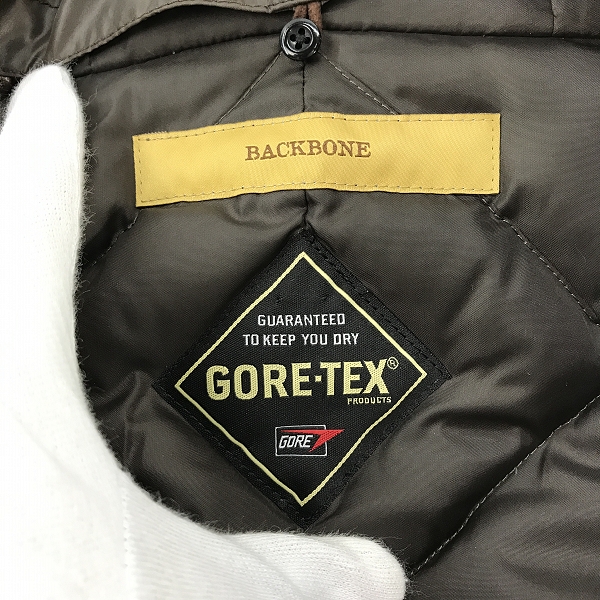 BACKBONE
GUARANTEED
TO KEEP YOU DRY
GORE-TEX®
PRODUCTS
GORE